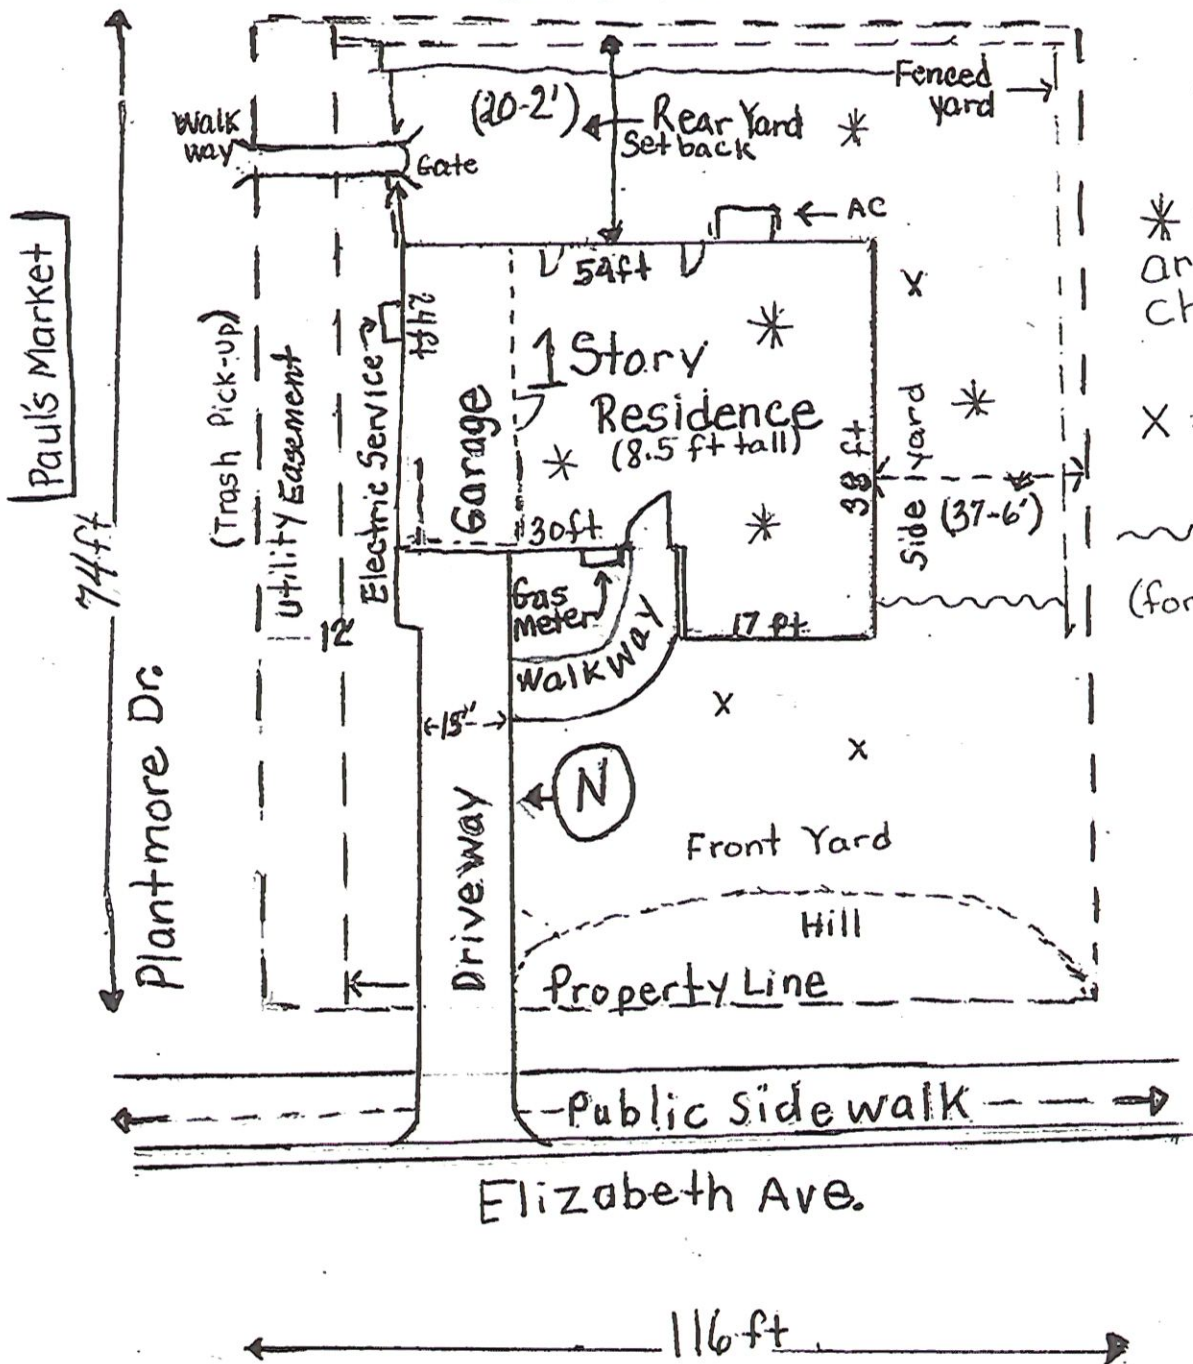 Fenced
yard
(20-2')
Rear Yard
Setback
Walk
way
Gate
AC
Paul's Market
74ft
(Trash Pick-up)
Utility Easement
12'
Electric Service
24ft
54ft
Garage
1 Story
Residence
(8.5 ft tall)
30ft
38 ft
Side Yard
(37-6')
Gas
Meter
Walkway
17 ft
15'
Plantmore Dr.
Driveway
N
Front Yard
Hill
Property Line
Public Side walk
Elizabeth Ave.
116 ft
X
X
X
X
(for